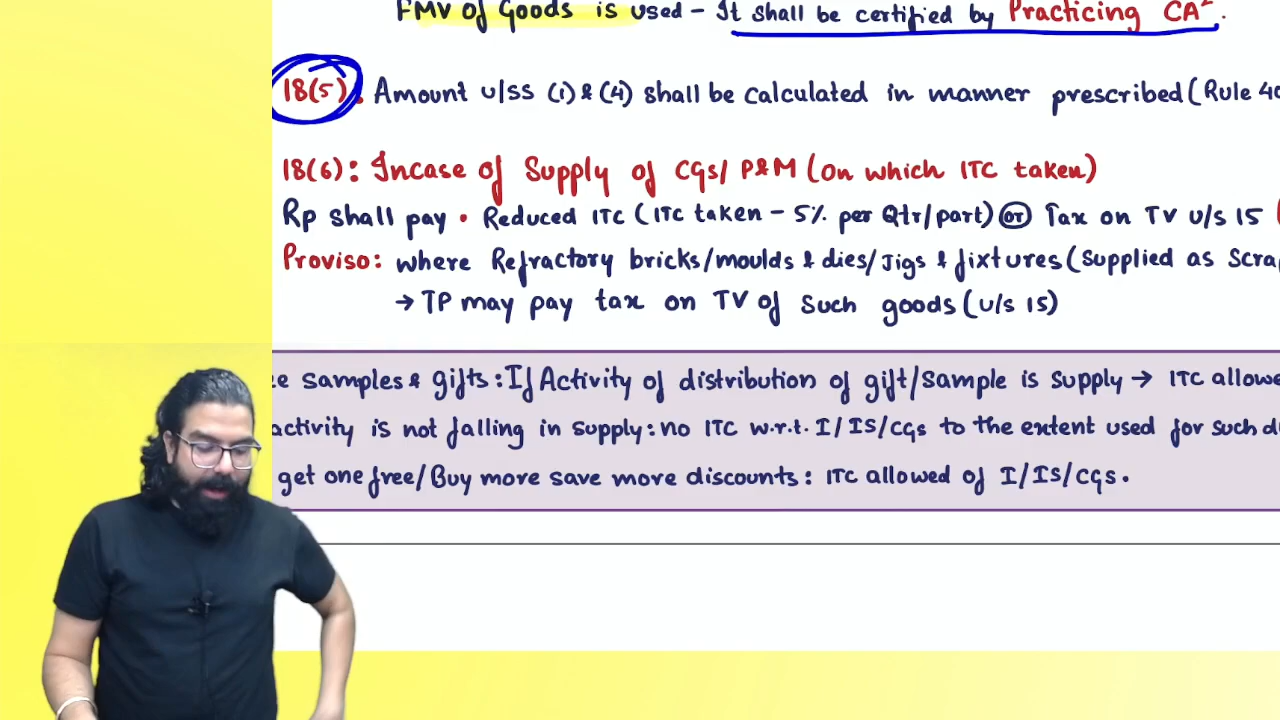 FMV of Goods is used - It shall be certified by Practicing CA².
18(5): Amount u/ss (1) & (4) shall be calculated in manner prescribed (Rule 40
18(6): Incase of Supply of CGs/ P&M (on which ITC taken)
Rp shall pay • Reduced ITC (ITC taken - 5% per Qtr/part) or Tax on TV u/s 15
Proviso: where Refractory bricks/moulds & dies/Jigs & fixtures (Supplied as Scra
→ TP may pay tax on TV of Such goods (u/s 15)
e samples & gifts: If Activity of distribution of gift/Sample is supply → ITC allowe
activity is not falling in supply: no ITC w.r.t. I/IS/CGs to the extent used for such d
get one free/Buy more save more discounts: ITC allowed of I/IS/CGs.